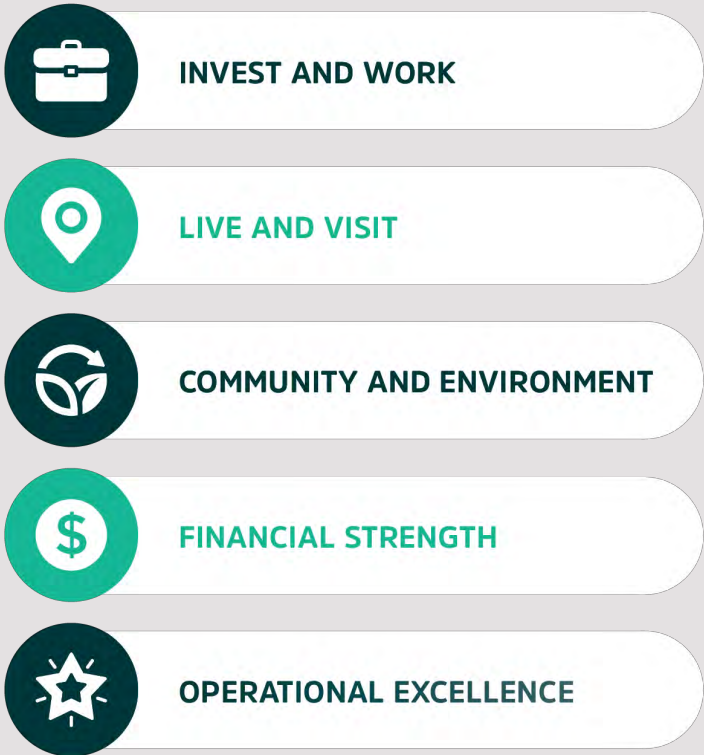 INVEST AND WORK
LIVE AND VISIT
COMMUNITY AND ENVIRONMENT
$
FINANCIAL STRENGTH
OPERATIONAL EXCELLENCE